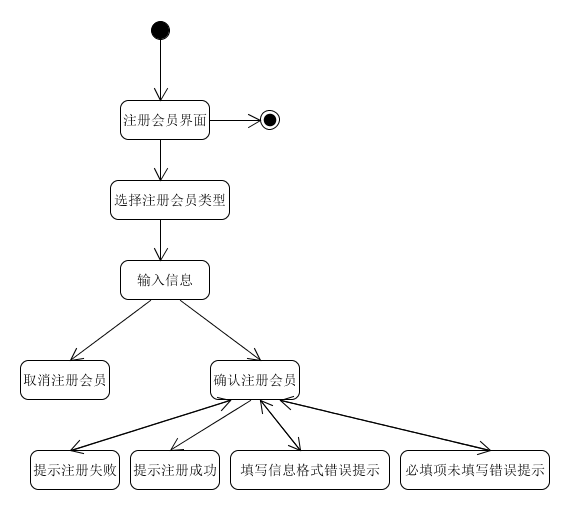 注册会员界面
选择注册会员类型
输入信息
取消注册会员
确认注册会员
提示注册失败
提示注册成功
填写信息格式错误提示
必填项未填写错误提示